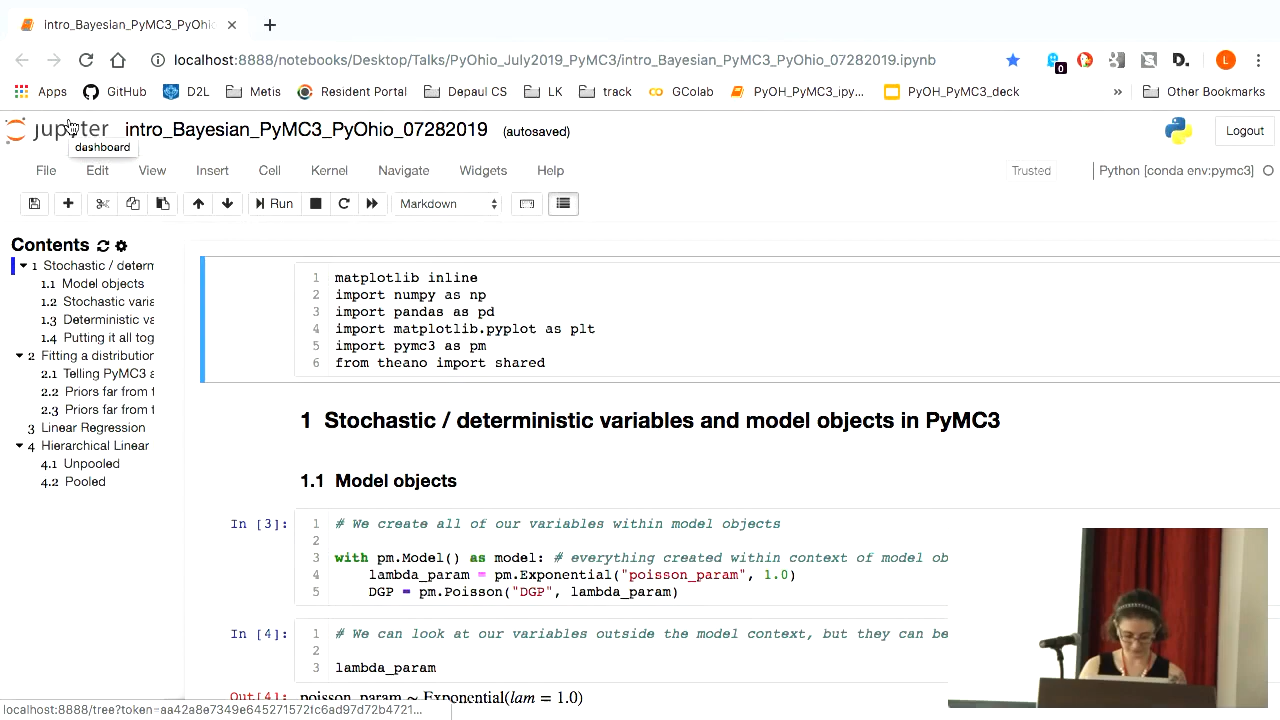 intro_Bayesian_PyMC3_PyOhio
localhost:8888/notebooks/Desktop/Talks/PyOhio_July2019_PyMC3/intro_Bayesian_PyMC3_PyOhio_07282019.ipynb
0
D.
L
Apps GitHub D2L Metis Resident Portal Depaul CS LK track GColab PyOH_PyMC3_ipy... PyOH_PyMC3_deck » Other Bookmarks
jupyter intro_Bayesian_PyMC3_PyOhio_07282019 (autosaved) Logout
dashboard
File Edit View Insert Cell Kernel Navigate Widgets Help Trusted Python [conda env:pymc3]
Run Markdown
Contents
1 Stochastic / determ
1.1 Model objects
1.2 Stochastic varia
1.3 Deterministic va
1.4 Putting it all tog
2 Fitting a distribution
2.1 Telling PyMC3 a
2.2 Priors far from t
2.3 Priors far from t
3 Linear Regression
4 Hierarchical Linear
4.1 Unpooled
4.2 Pooled
1 matplotlib inline
2 import numpy as np
3 import pandas as pd
4 import matplotlib.pyplot as plt
5 import pymc3 as pm
6 from theano import shared
1 Stochastic / deterministic variables and model objects in PyMC3
1.1 Model objects
In [3]:
1 # We create all of our variables within model objects
2
3 with pm.Model() as model: # everything created within context of model ob
4 lambda_param = pm.Exponential("poisson_param", 1.0)
5 DGP = pm.Poisson("DGP", lambda_param)
In [4]:
1 # We can look at our variables outside the model context, but they can be
2
3 lambda_param
Out[4]: poisson_param ~ Exponential(lam = 1.0)
localhost:8888/tree?token=aa42a8e7349e645271572fc6ad97d72b4721...